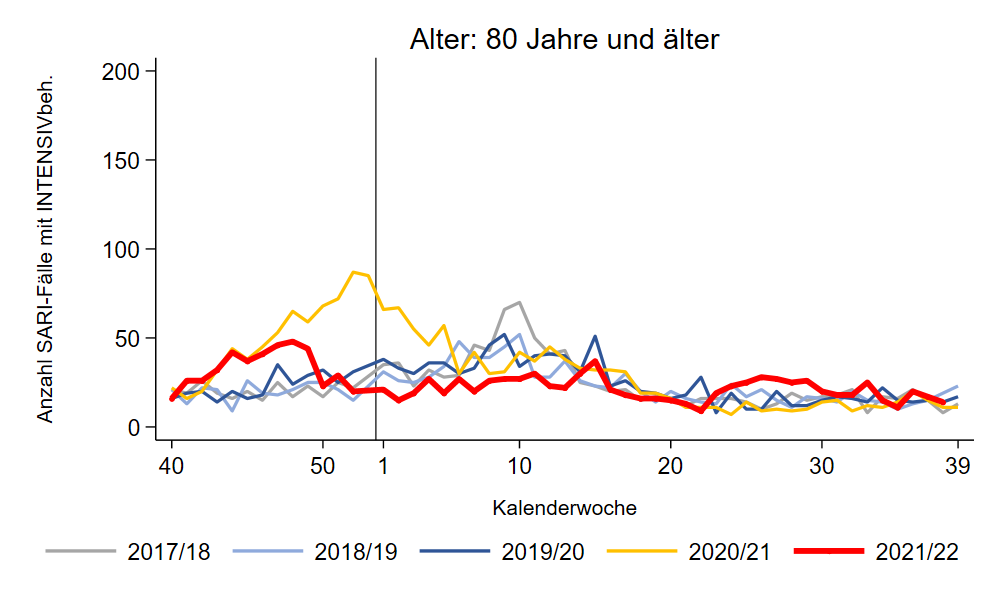 Alter: 80 Jahre und älter
Anzahl SARI-Fälle mit INTENSIVbeh.
200
150
100
50
0
40 50 1 10 20 30 39
Kalenderwoche
2017/18 2018/19 2019/20 2020/21 2021/22